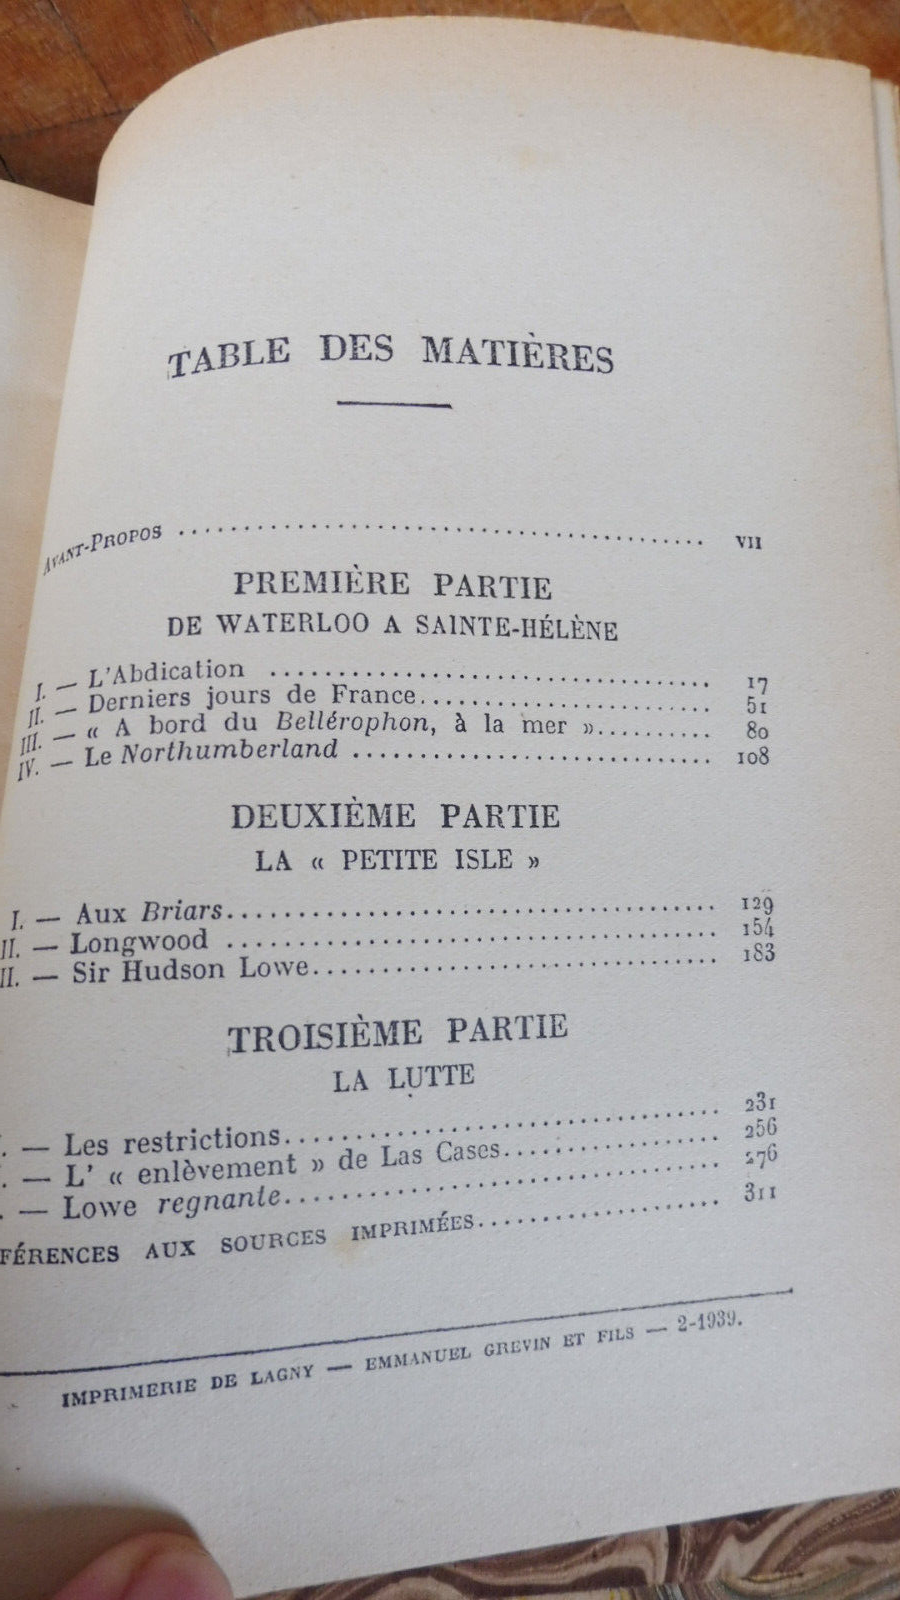 TABLE DES MATIÈRES
AVANT-PROPOS ........................................ VII
PREMIÈRE PARTIE
DE WATERLOO A SAINTE-HÉLÈNE
I. — L'Abdication .................................. 17
II. — Derniers jours de France....................... 51
III. — « A bord du Bellérophon, à la mer ».......... 80
IV. — Le Northumberland ............................ 108
DEUXIÈME PARTIE
LA « PETITE ISLE »
I. — Aux Briars..................................... 129
II. — Longwood ..................................... 154
II. — Sir Hudson Lowe............................... 183
TROISIÈME PARTIE
LA LUTTE
. — Les restrictions................................ 231
. — L' « enlèvement » de Las Cases................. 256
. — Lowe regnante.................................. 276
FÉRENCES AUX SOURCES IMPRIMÉES................... 311
IMPRIMERIE DE LAGNY — EMMANUEL GREVIN ET FILS — 2-1939.